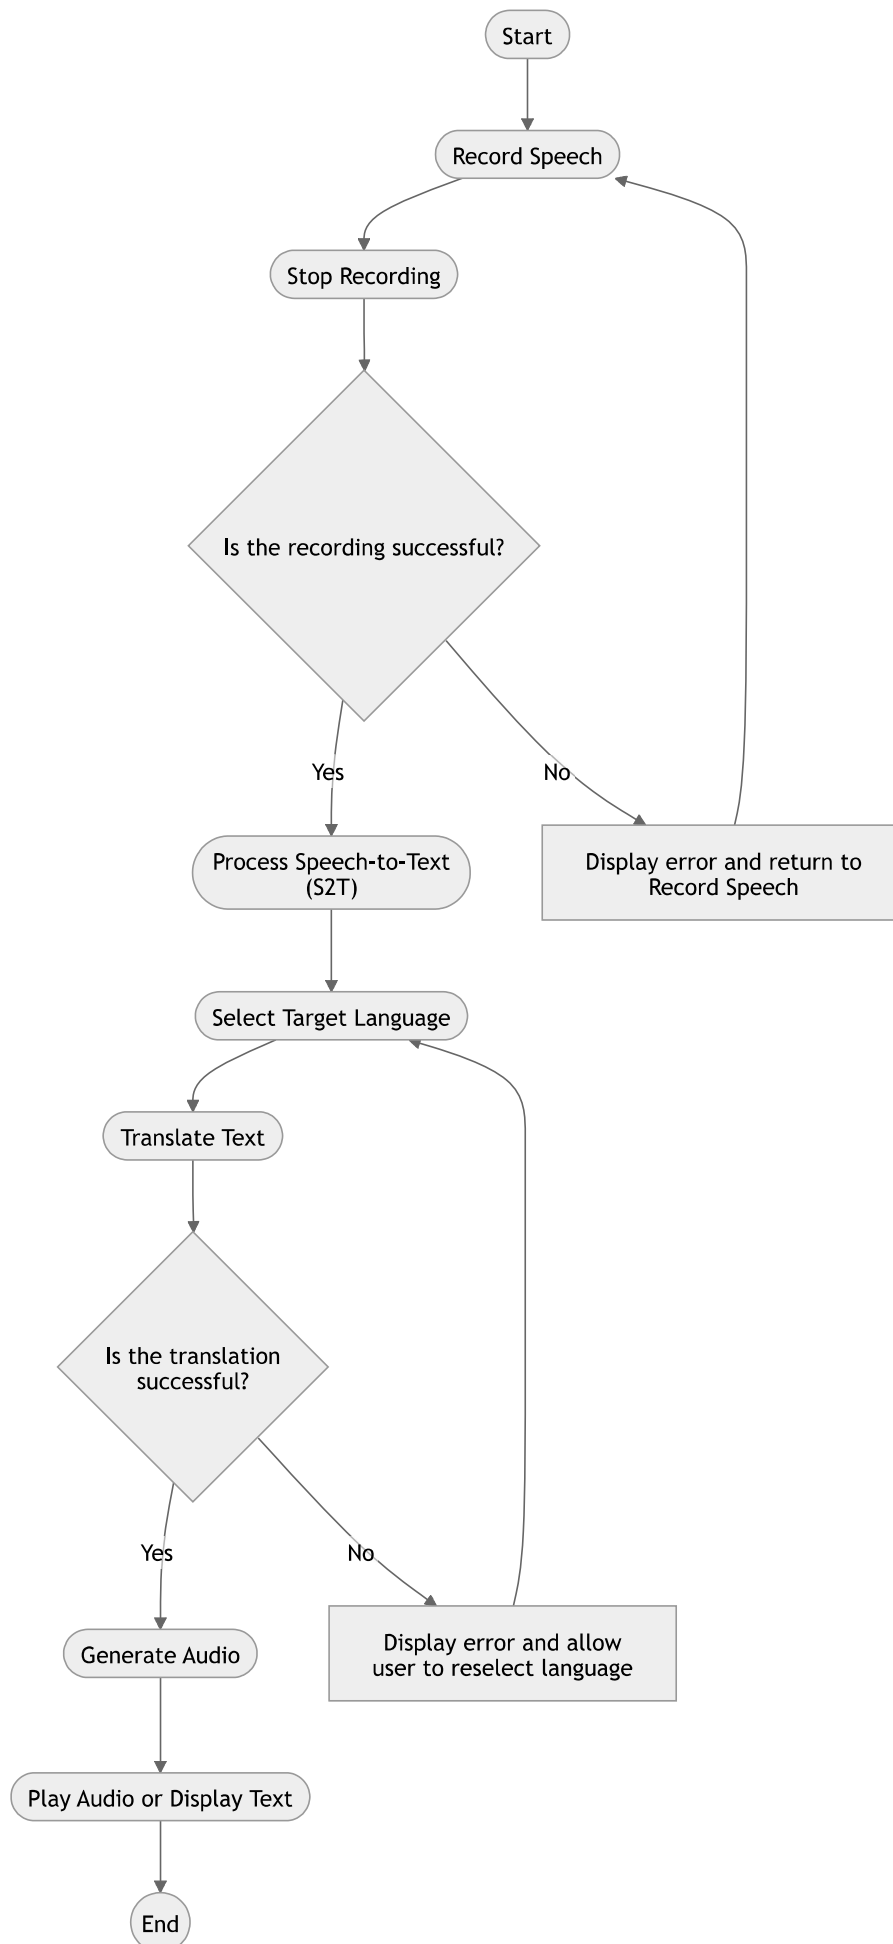 Start
Record Speech
Stop Recording
Is the recording successful?
Yes
No
Process Speech-to-Text
(S2T)
Display error and return to
Record Speech
Select Target Language
Translate Text
Is the translation
successful?
Yes
No
Generate Audio
Display error and allow
user to reselect language
Play Audio or Display Text
End